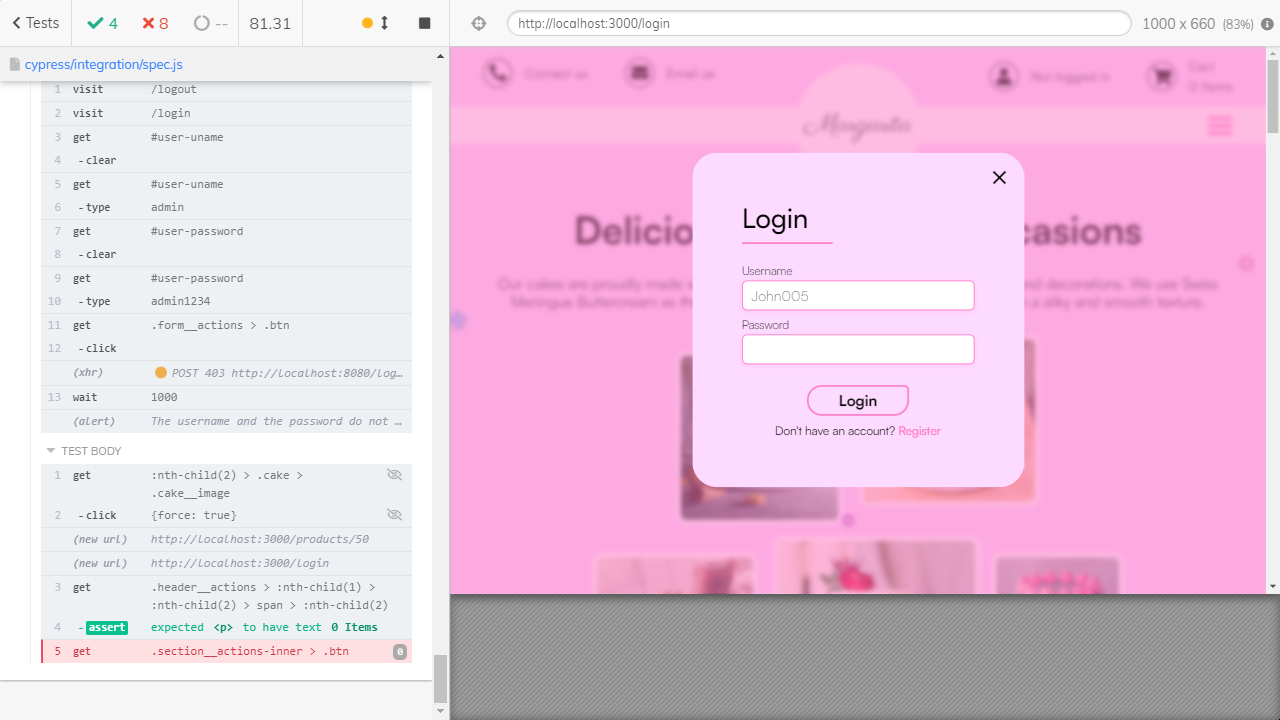 Tests
4
8
--
81.31
http://localhost:3000/login
1000 x 660 (83%)
cypress/integration/spec.js
1 visit /logout
2 visit /login
3 get #user-uname
4 -clear
5 get #user-uname
6 -type admin
7 get #user-password
8 -clear
9 get #user-password
10 -type admin1234
11 get .form__actions > .btn
12 -click
(xhr) POST 403 http://localhost:8080/log…
13 wait 1000
(alert) The username and the password do not …
TEST BODY
1 get :nth-child(2) > .cake >
.cake__image
2 -click {force: true}
(new url) http://localhost:3000/products/50
(new url) http://localhost:3000/login
3 get .header__actions > :nth-child(1) >
:nth-child(2) > span > :nth-child(2)
4 -assert expected <p> to have text 0 Items
5 get .section__actions-inner > .btn 0
Contact us
Email us
Not logged in
Cart
0 Items
Margarita
Delicio
casions
Our cakes are proudly made
and decorations. We use Swiss
Meringue Buttercream as the
a silky and smooth texture.
Login
Username
John005
Password
Login
Don't have an account? Register